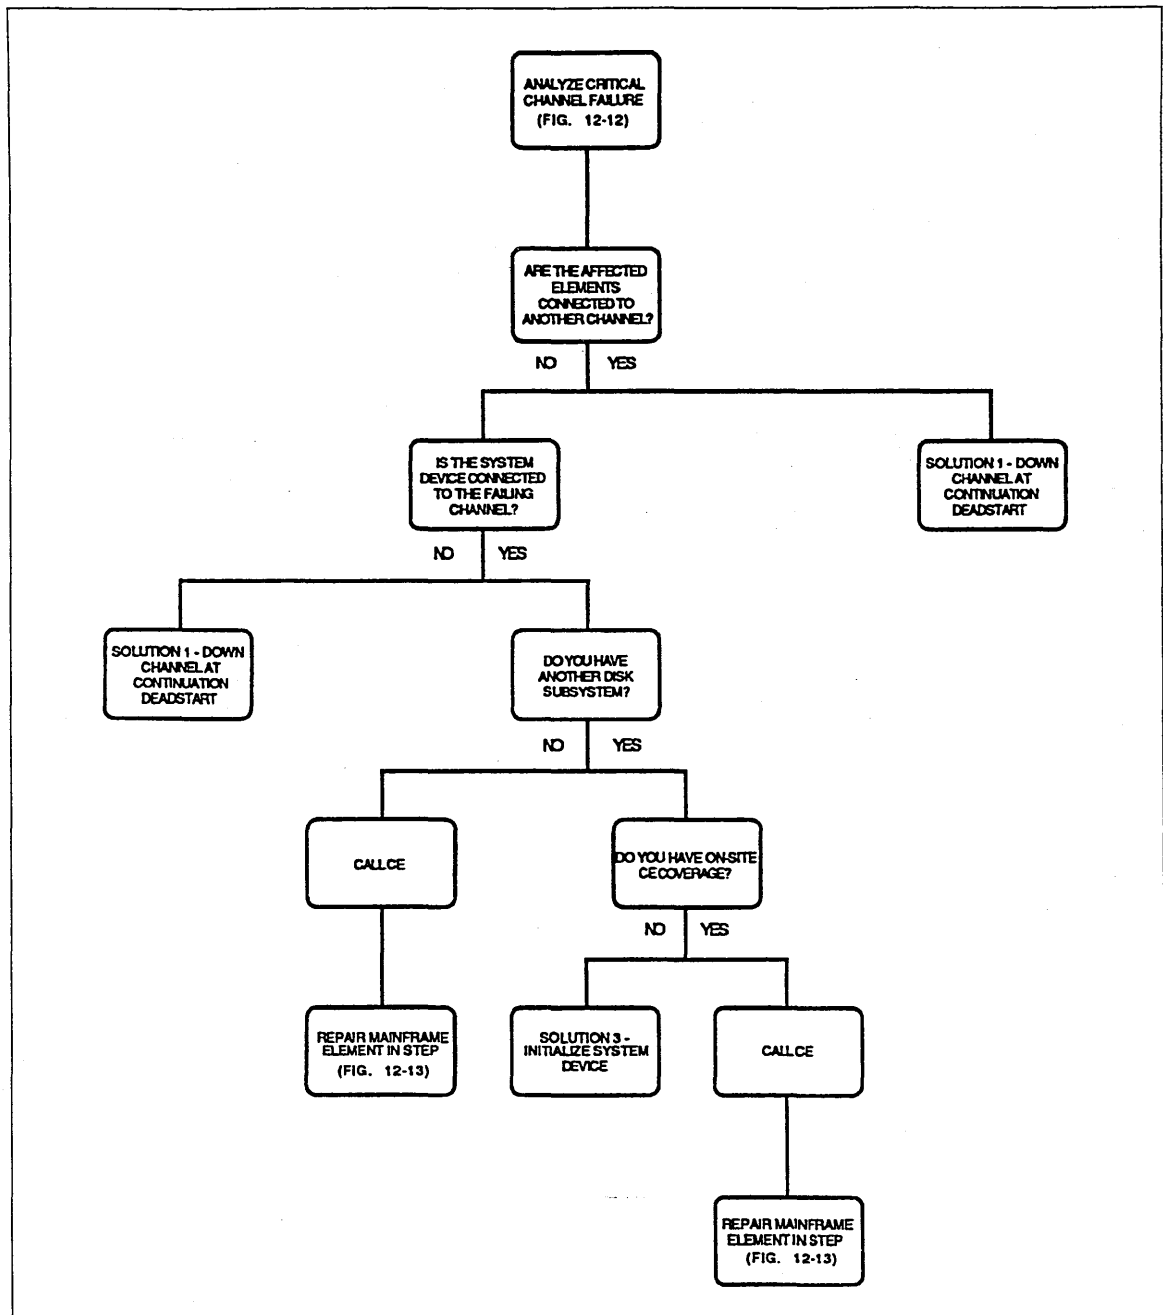 ANALYZE CRITICAL
CHANNEL FAILURE
(FIG. 12-12)
ARE THE AFFECTED
ELEMENTS
CONNECTED TO
ANOTHER CHANNEL?
NO YES
IS THE SYSTEM
DEVICE CONNECTED
TO THE FAILING
CHANNEL?
SOLUTION 1 - DOWN
CHANNEL AT
CONTINUATION
DEADSTART
NO YES
SOLUTION 1 - DOWN
CHANNEL AT
CONTINUATION
DEADSTART
DO YOU HAVE
ANOTHER DISK
SUBSYSTEM?
NO YES
CALL CE
DO YOU HAVE ON-SITE
CE COVERAGE?
NO YES
REPAIR MAINFRAME
ELEMENT IN STEP
(FIG. 12-13)
SOLUTION 3 -
INITIALIZE SYSTEM
DEVICE
CALL CE
REPAIR MAINFRAME
ELEMENT IN STEP
(FIG. 12-13)